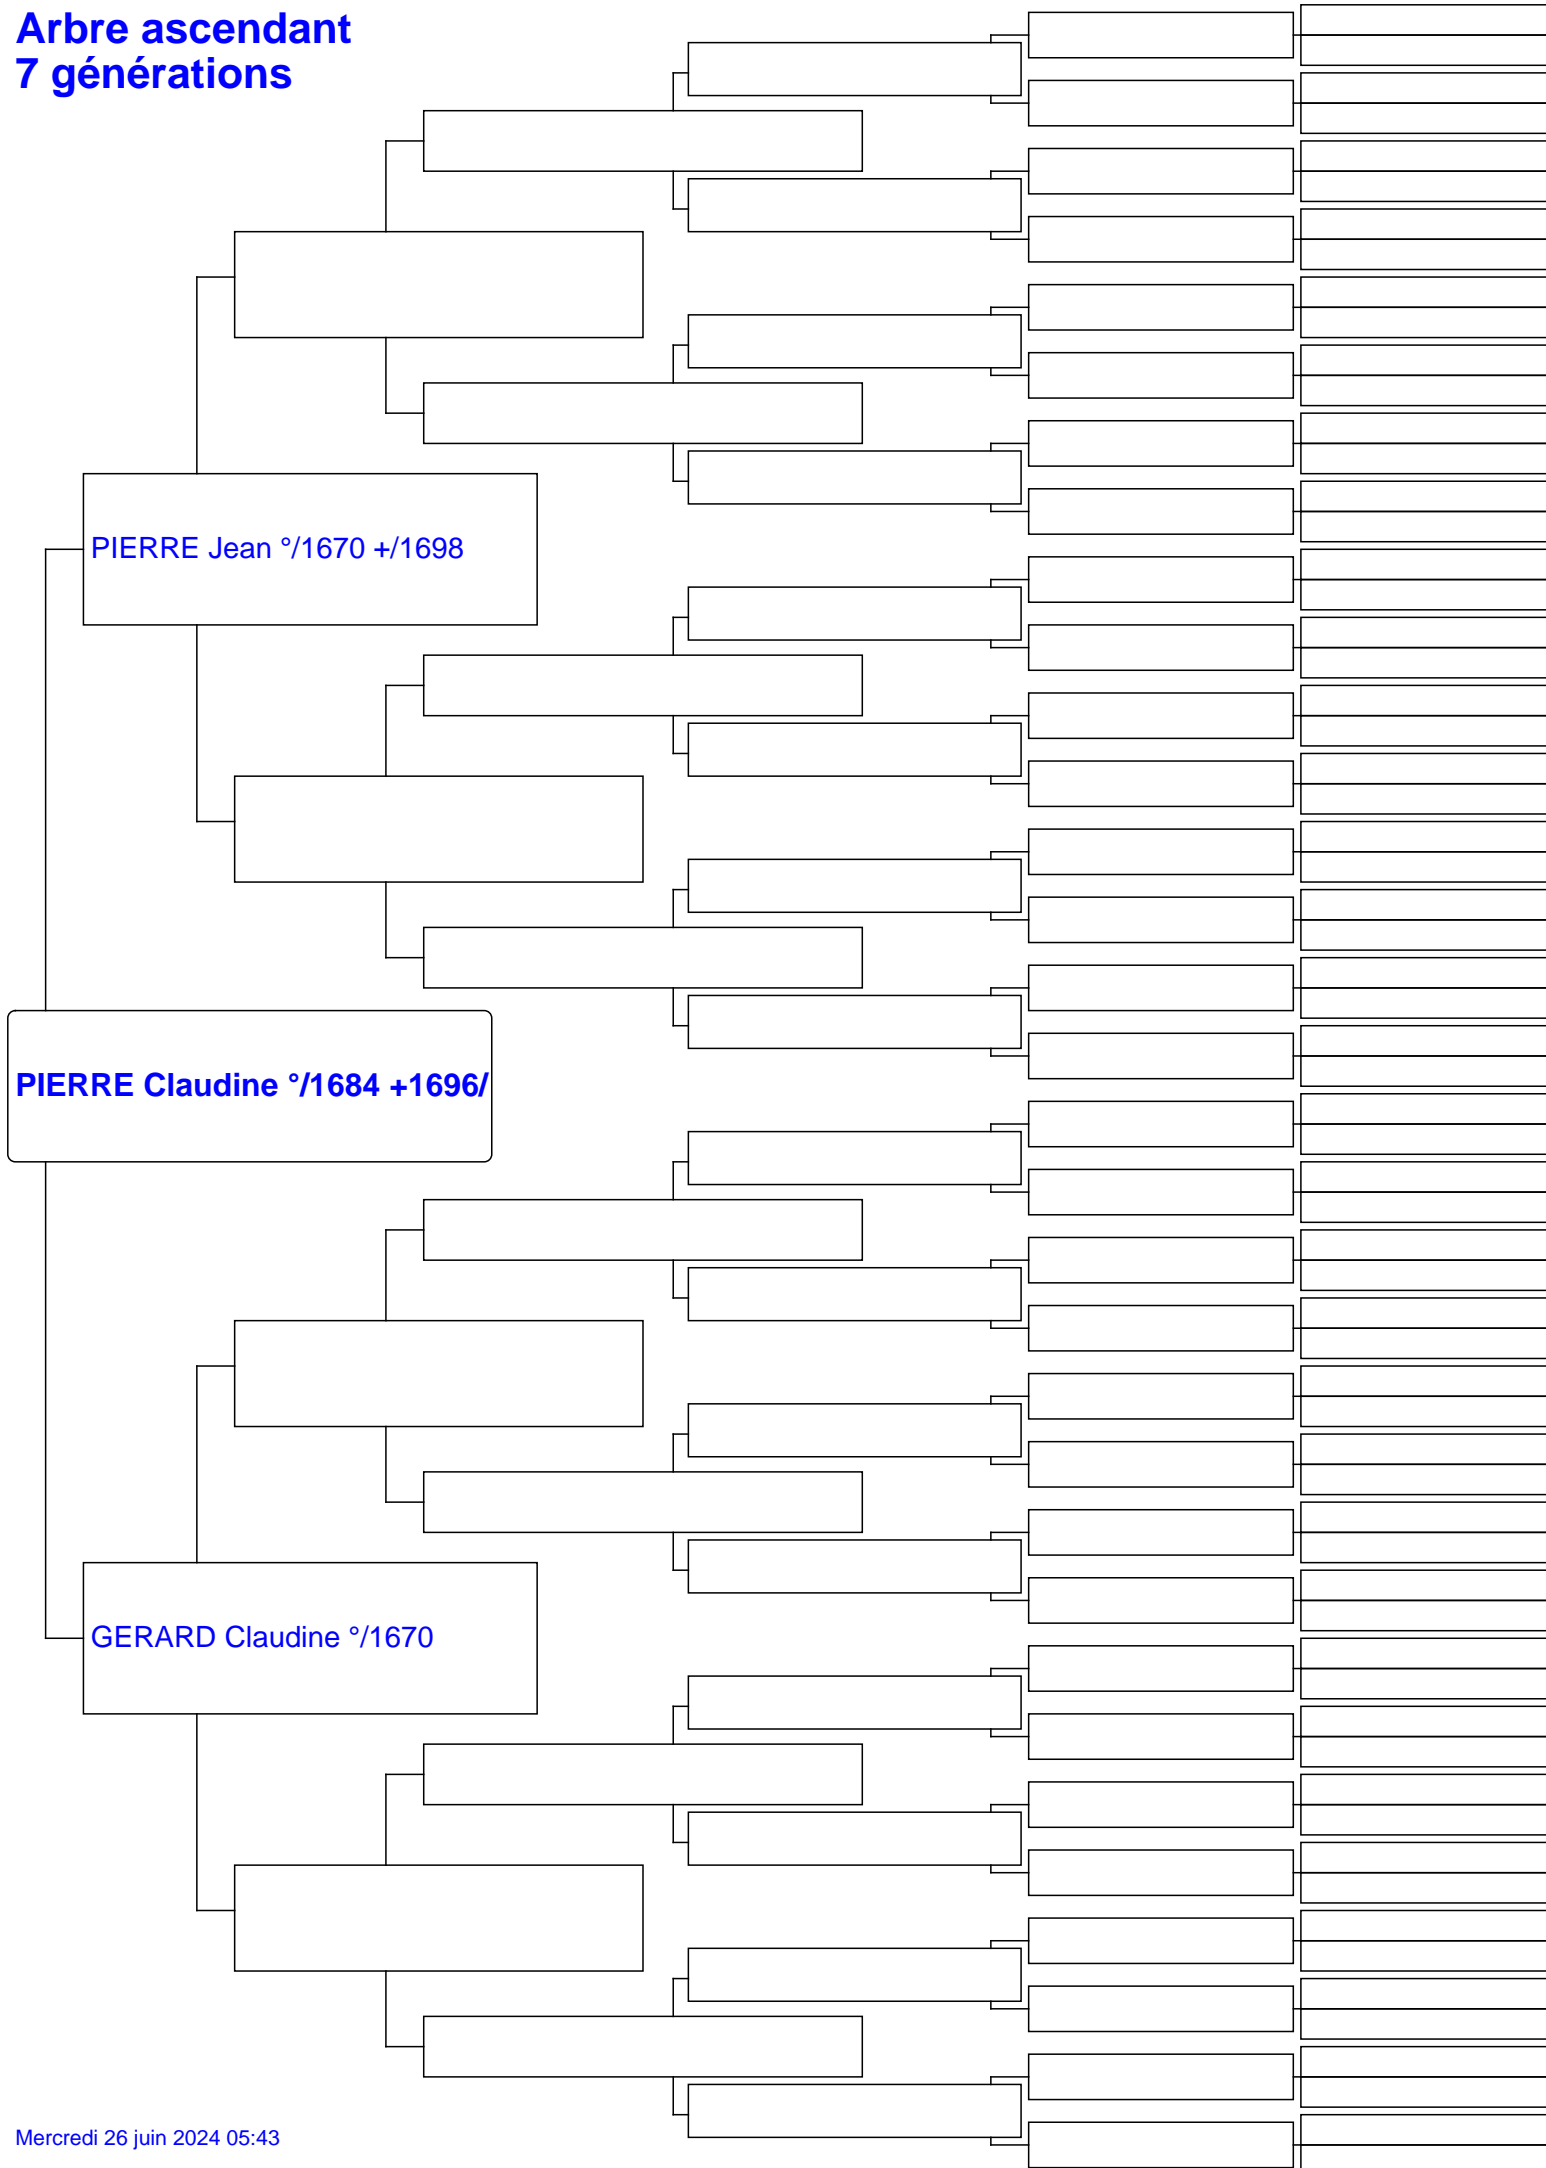 Arbre ascendant
7 générations
PIERRE Jean °/1670 +/1698
PIERRE Claudine °/1684 +1696/
GERARD Claudine °/1670
Mercredi 26 juin 2024 05:43